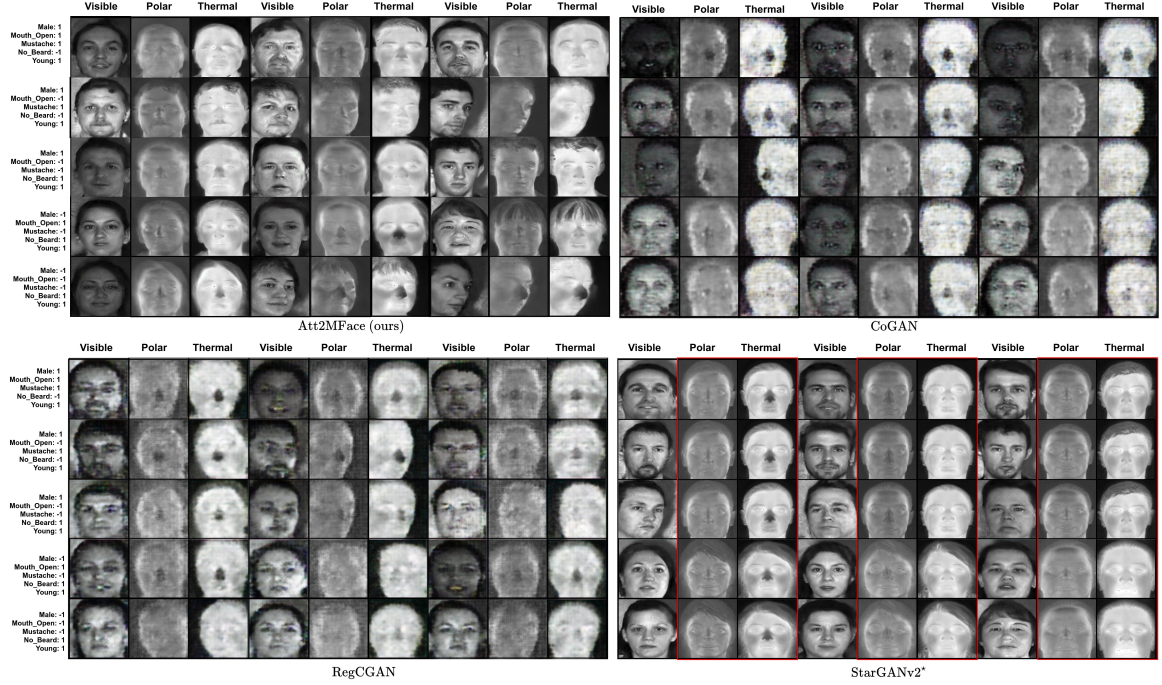 Visible Polar Thermal Visible Polar Thermal Visible Polar Thermal
Male: 1
Mouth_Open: 1
Mustache: 1
No_Beard: -1
Young: 1
Male: 1
Mouth_Open: -1
Mustache: 1
No_Beard: -1
Young: 1
Male: 1
Mouth_Open: -1
Mustache: -1
No_Beard: 1
Young: 1
Male: -1
Mouth_Open: 1
Mustache: -1
No_Beard: 1
Young: 1
Male: -1
Mouth_Open: -1
Mustache: -1
No_Beard: 1
Young: 1
Att2MFace (ours)
Visible Polar Thermal Visible Polar Thermal Visible Polar Thermal
CoGAN
Visible Polar Thermal Visible Polar Thermal Visible Polar Thermal
Male: 1
Mouth_Open: 1
Mustache: 1
No_Beard: -1
Young: 1
Male: 1
Mouth_Open: -1
Mustache: 1
No_Beard: -1
Young: 1
Male: 1
Mouth_Open: -1
Mustache: -1
No_Beard: 1
Young: 1
Male: -1
Mouth_Open: 1
Mustache: -1
No_Beard: 1
Young: 1
Male: -1
Mouth_Open: -1
Mustache: -1
No_Beard: 1
Young: 1
RegCGAN
Visible Polar Thermal Visible Polar Thermal Visible Polar Thermal
StarGANv2*